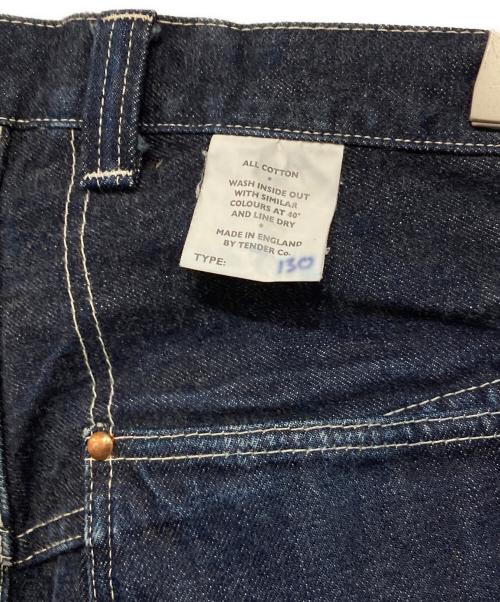 ALL COTTON
•
WASH INSIDE OUT
WITH SIMILAR
COLOURS AT 40°
AND LINE DRY
•
MADE IN ENGLAND
BY TENDER Co.
TYPE: 130